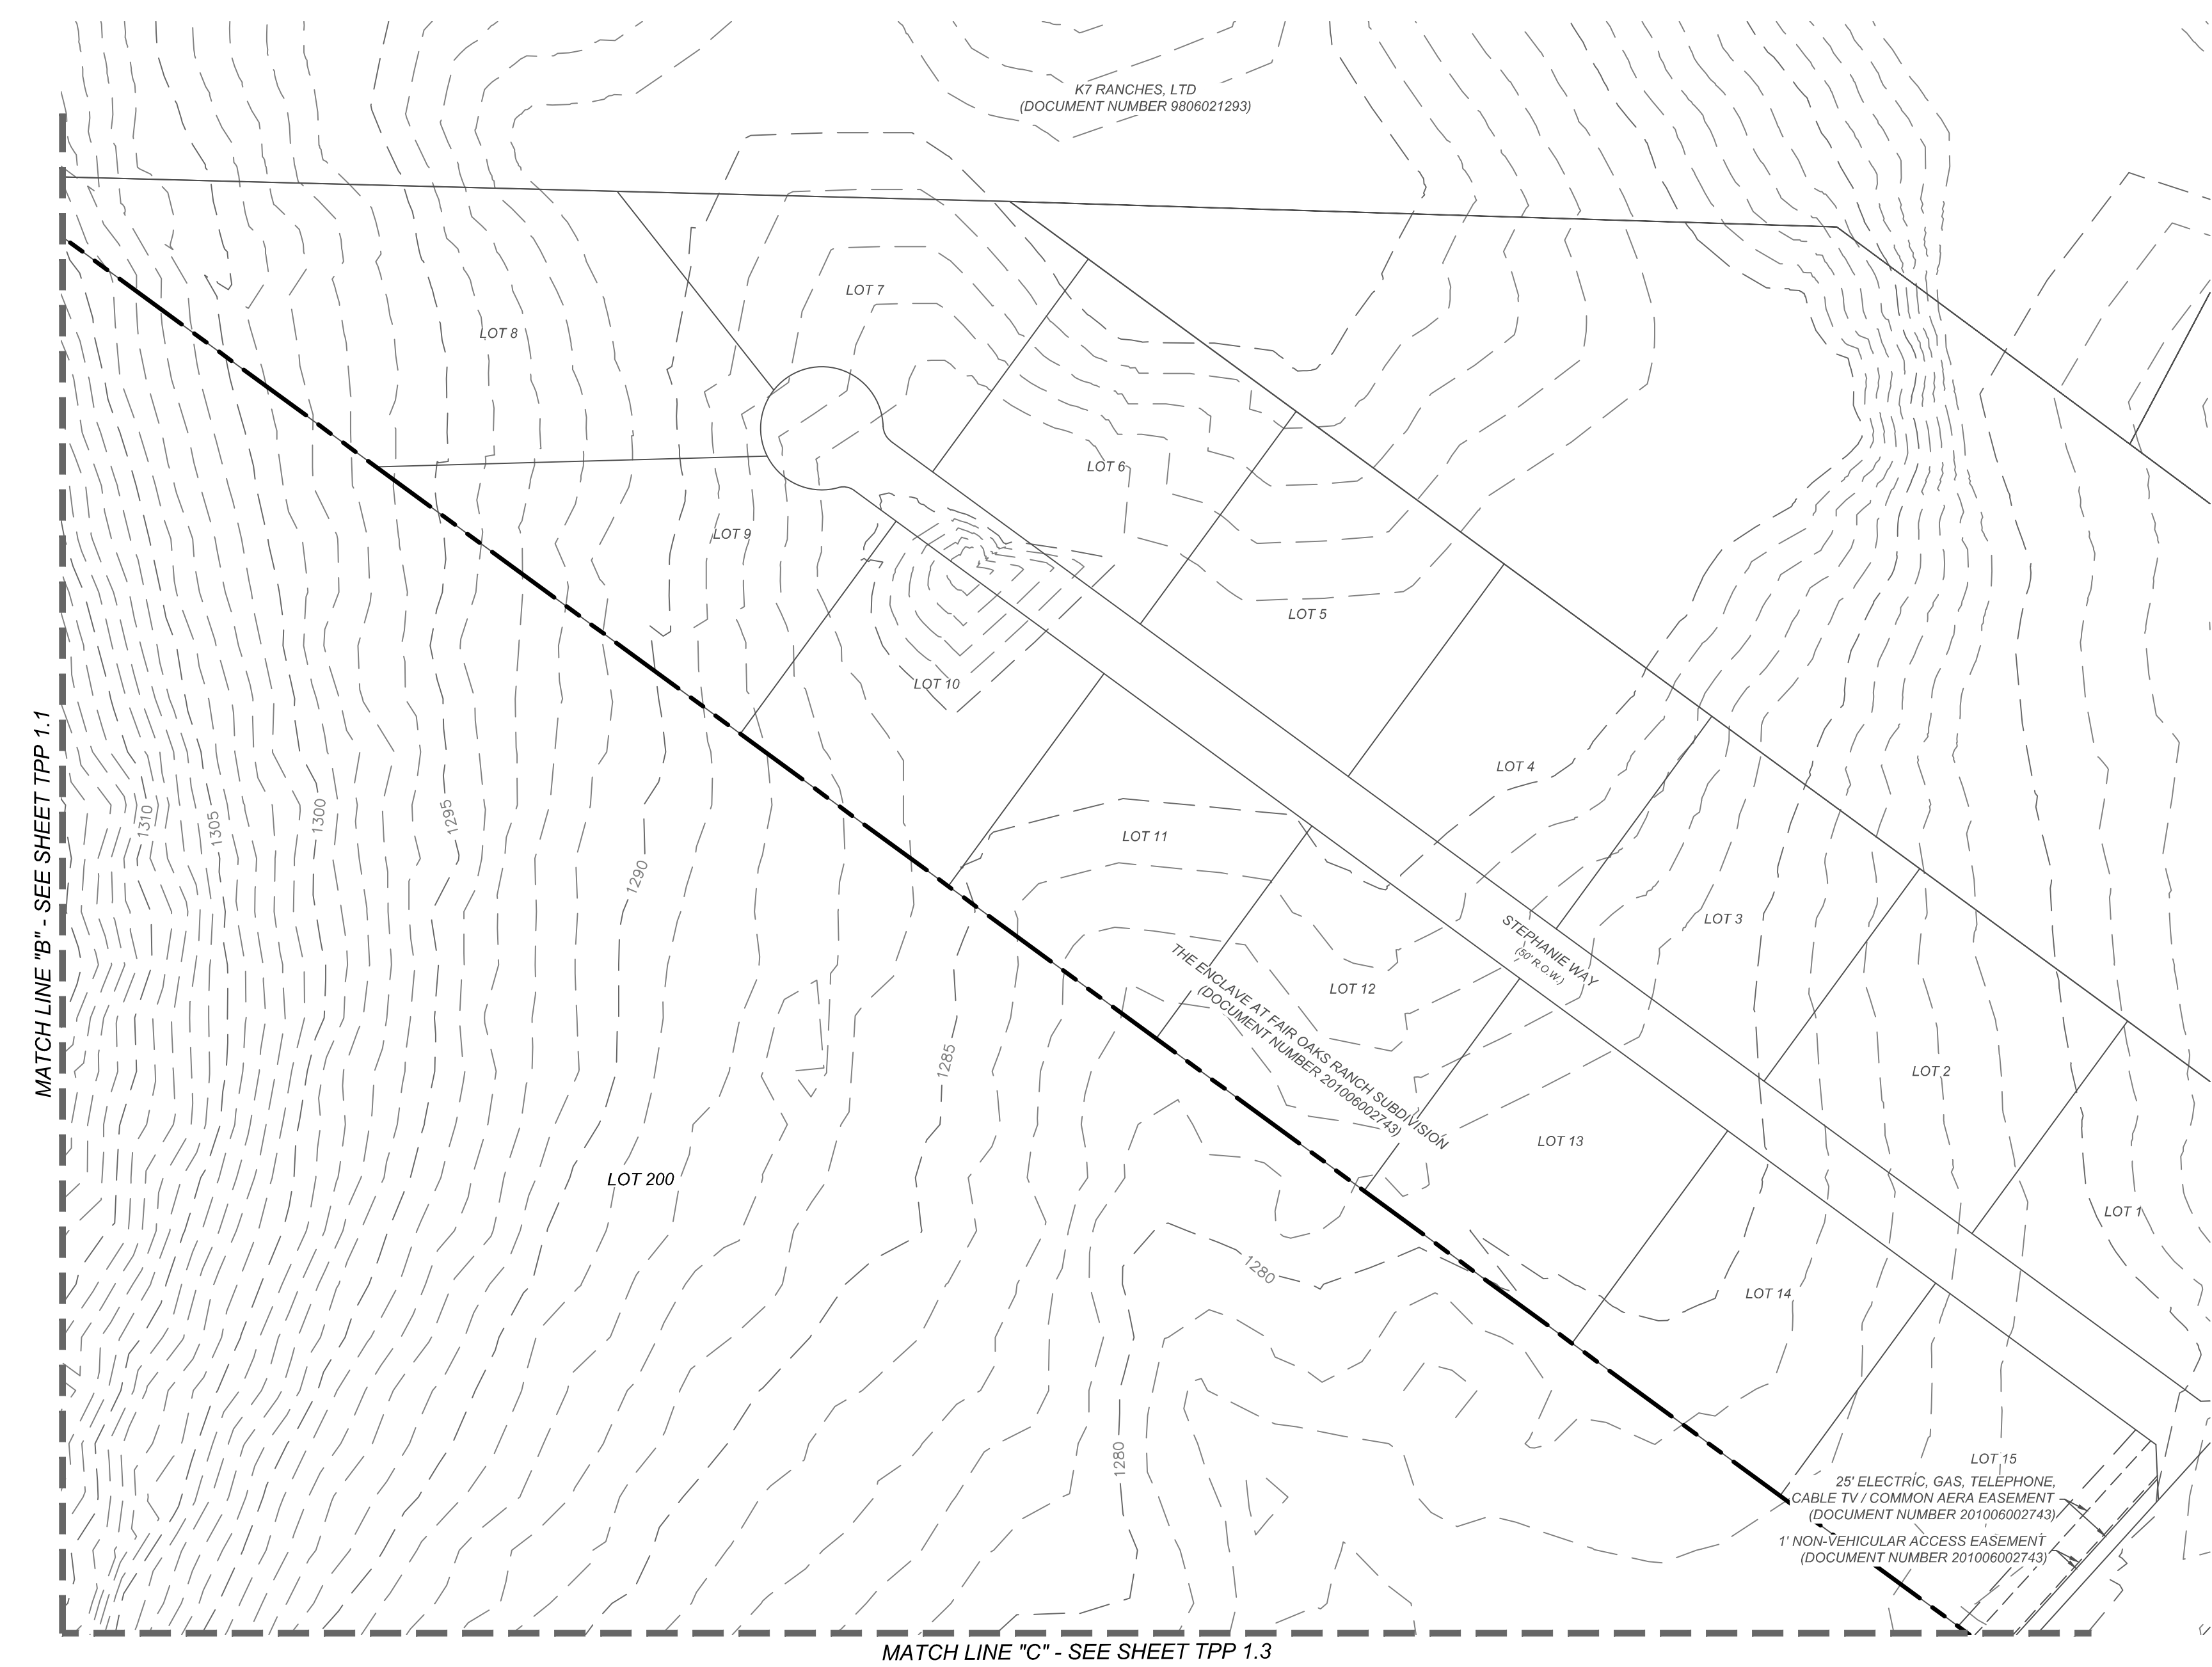 K7 RANCHES, LTD
(DOCUMENT NUMBER 9806021293)
LOT 7
LOT 8
LOT 6
LOT 9
LOT 5
LOT 10
LOT 4
1310
1305
1300
1295
1290
LOT 11
LOT 3
STEPHANIE WAY
(50' R.O.W.)
LOT 12
THE ENCLAVE AT FAIR OAKS RANCH SUBDIVISION
(DOCUMENT NUMBER 201006002743)
1285
LOT 2
LOT 13
LOT 200
LOT 1
1280
LOT 14
1280
LOT 15
25' ELECTRIC, GAS, TELEPHONE,
CABLE TV / COMMON AERA EASEMENT
(DOCUMENT NUMBER 201006002743)
1' NON-VEHICULAR ACCESS EASEMENT
(DOCUMENT NUMBER 201006002743)
MATCH LINE "B" - SEE SHEET TPP 1.1
MATCH LINE "C" - SEE SHEET TPP 1.3